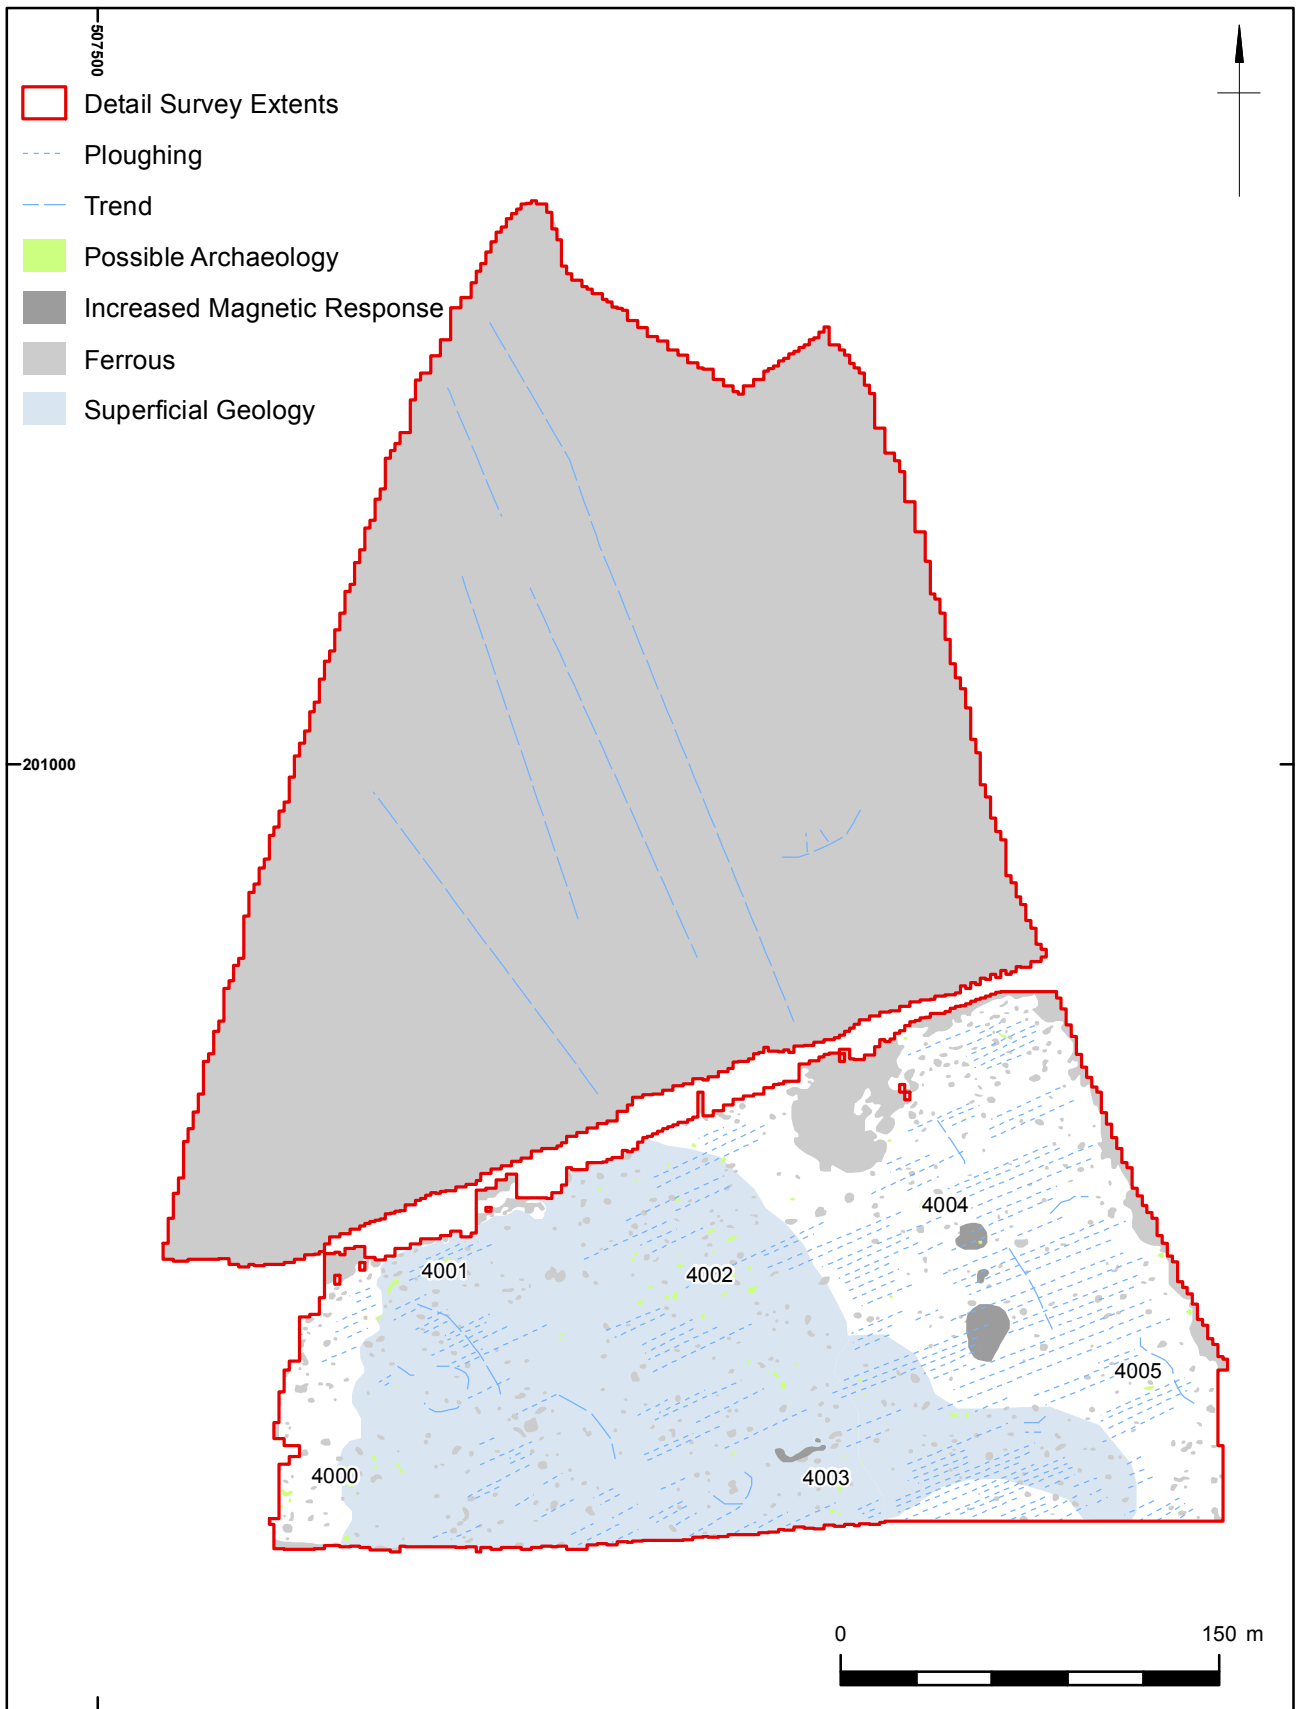 507500
Detail Survey Extents
Ploughing
Trend
Possible Archaeology
Increased Magnetic Response
Ferrous
Superficial Geology
201000
4004
4001
4002
4005
4000
4003
0
150 m